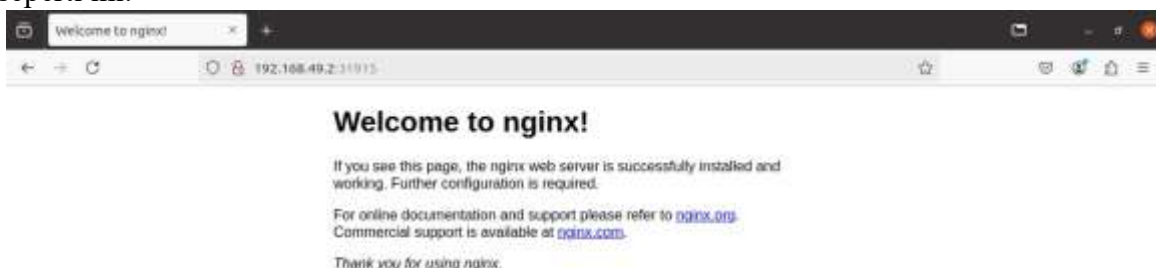 Welcome to nginx!
192.168.49.2:31915
Welcome to nginx!
If you see this page, the nginx web server is successfully installed and
working. Further configuration is required.
For online documentation and support please refer to nginx.org.
Commercial support is available at nginx.com.
Thank you for using nginx.